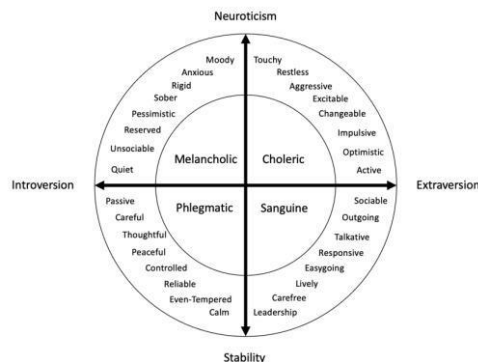 Neuroticism
Moody
Touchy
Anxious
Restless
Rigid
Aggressive
Sober
Excitable
Pessimistic
Changeable
Reserved
Impulsive
Unsociable
Optimistic
Melancholic
Choleric
Quiet
Active
Introversion
Extraversion
Phlegmatic
Sanguine
Passive
Sociable
Careful
Outgoing
Thoughtful
Talkative
Peaceful
Responsive
Controlled
Easygoing
Reliable
Lively
Even-Tempered
Carefree
Calm
Leadership
Stability